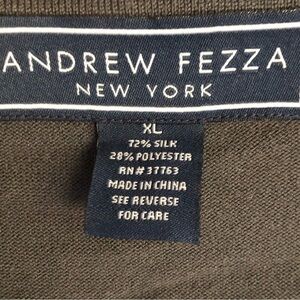 ANDREW FEZZA
NEW YORK
XL
72% SILK
28% POLYESTER
RN# 37763
MADE IN CHINA
SEE REVERSE
FOR CARE